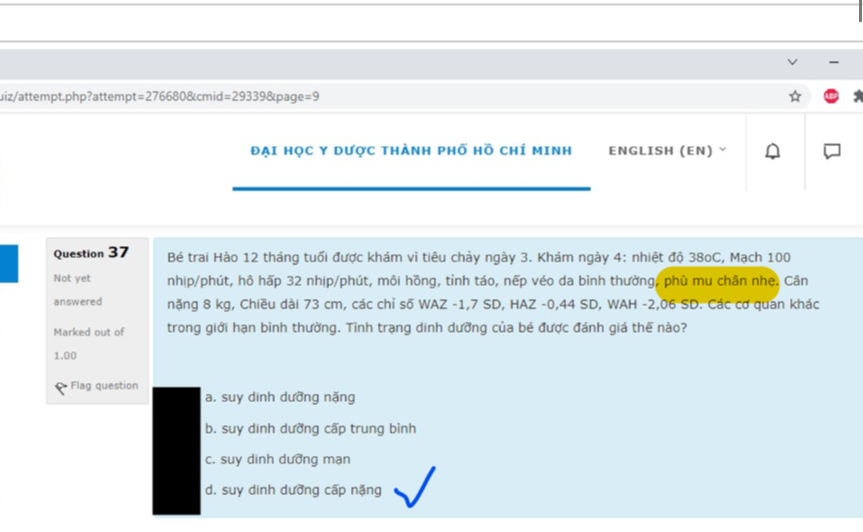 uiz/attempt.php?attempt=276680&cmid=29339&page=9
ABP
ĐẠI HỌC Y DƯỢC THÀNH PHỐ HỒ CHÍ MINH ENGLISH (EN)
Question 37
Not yet
answered
Marked out of
1.00
Flag question
Bé trai Hào 12 tháng tuổi được khám vì tiêu chảy ngày 3. Khám ngày 4: nhiệt độ 38oC, Mạch 100
nhịp/phút, hô hấp 32 nhịp/phút, môi hồng, tỉnh táo, nếp véo da bình thường, phù mu chân nhẹ. Cân
nặng 8 kg, Chiều dài 73 cm, các chỉ số WAZ -1,7 SD, HAZ -0,44 SD, WAH -2,06 SD. Các cơ quan khác
trong giới hạn bình thường. Tình trạng dinh dưỡng của bé được đánh giá thế nào?
a. suy dinh dưỡng nặng
b. suy dinh dưỡng cấp trung bình
c. suy dinh dưỡng mạn
d. suy dinh dưỡng cấp nặng